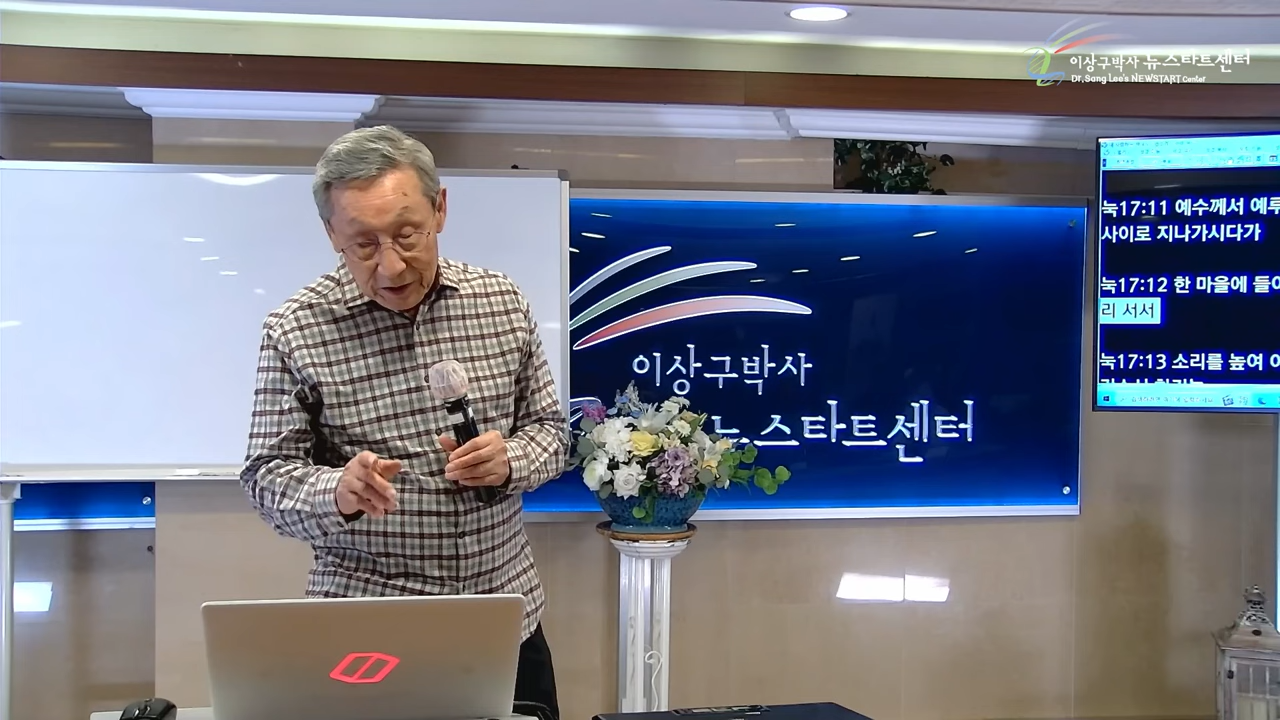 이상구박사 뉴스타트센터
Dr. Sang Lee's NEWSTART Center
이상구박사
뉴스타트센터
눅17:11 예수께서 예루
사이로 지나가시다가
눅17:12 한 마을에 들어
리 서서
눅17:13 소리를 높여 이